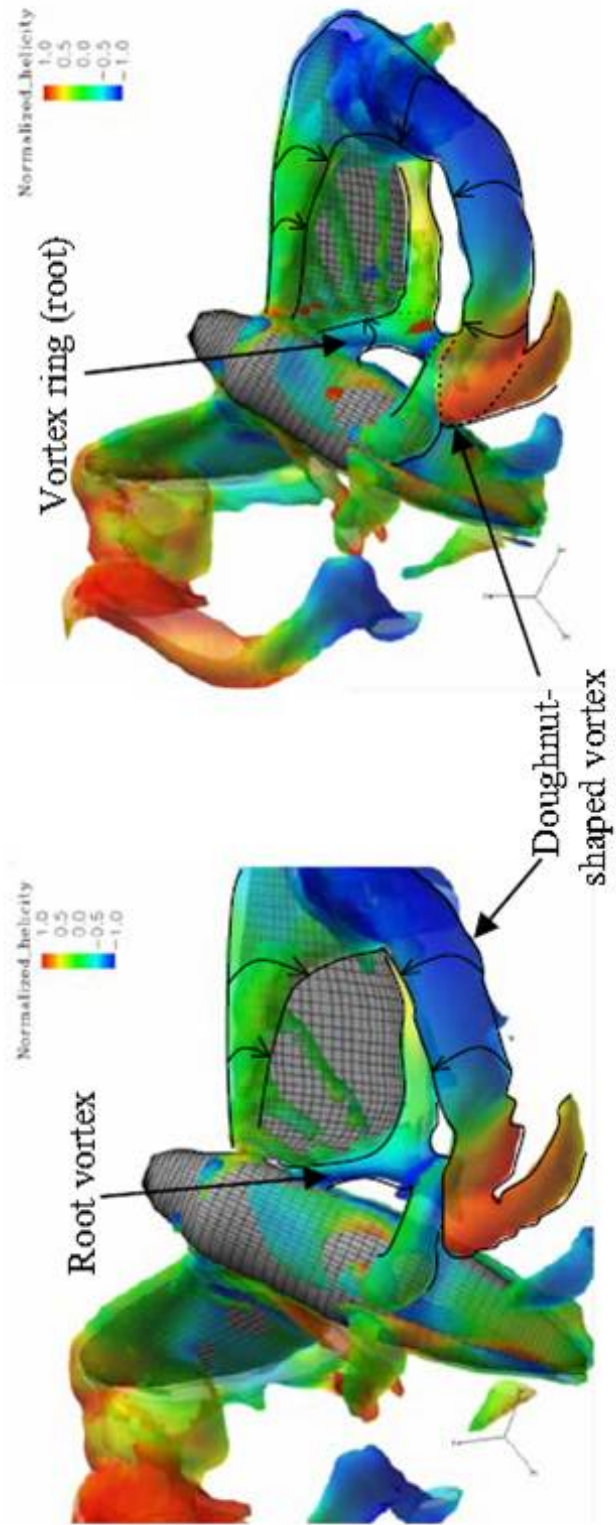 Normalized_helicity
1.0
0.5
0.0
-0.5
-1.0
Root vortex
Doughnut-
shaped vortex
Normalized_helicity
1.0
0.5
0.0
-0.5
-1.0
Vortex ring (root)